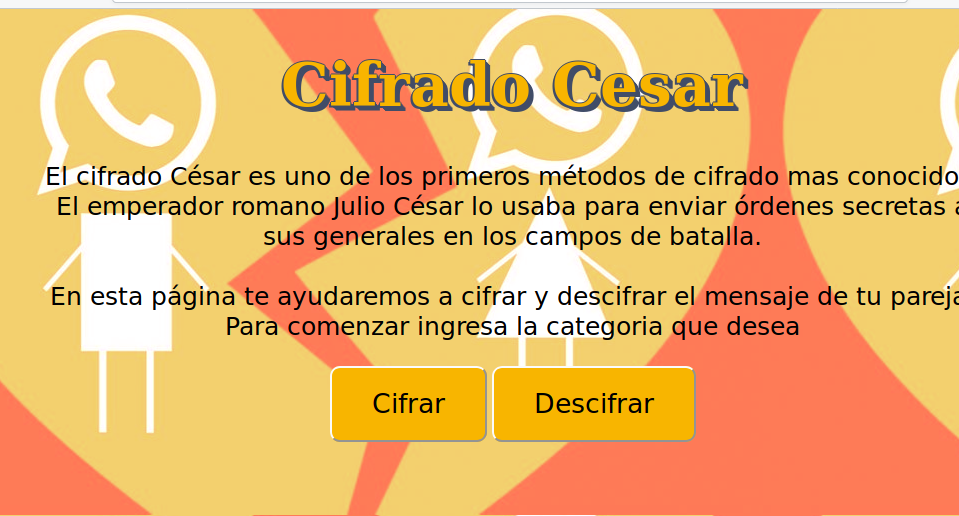 Cifrado Cesar
El cifrado César es uno de los primeros métodos de cifrado mas conocido
El emperador romano Julio César lo usaba para enviar órdenes secretas a
sus generales en los campos de batalla.
En esta página te ayudaremos a cifrar y descifrar el mensaje de tu pareja
Para comenzar ingresa la categoria que desea
Cifrar
Descifrar